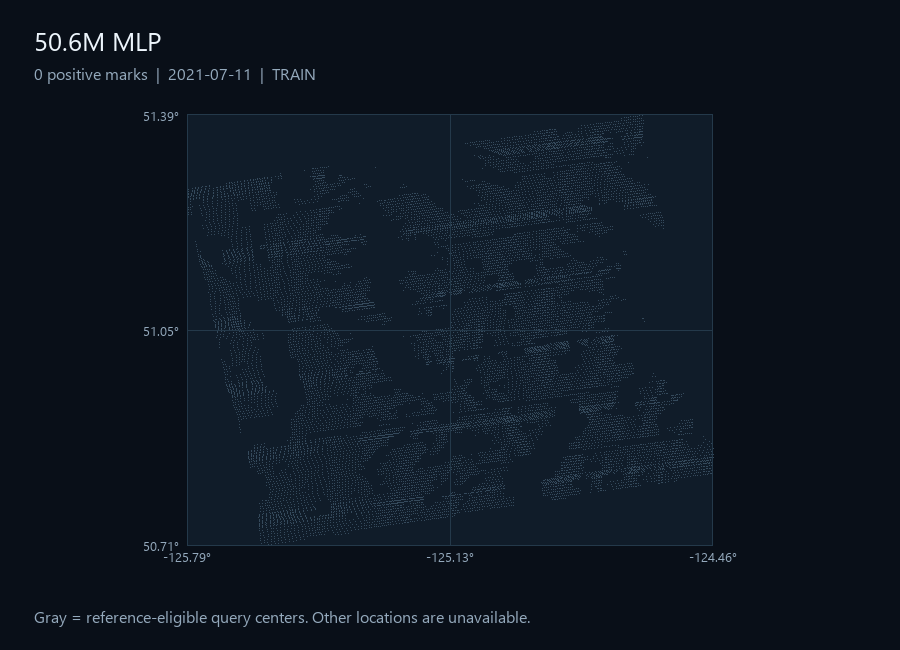 50.6M MLP
0 positive marks | 2021-07-11 | TRAIN
51.39°
51.05°
50.71°
-125.79°
-125.13°
-124.46°
Gray = reference-eligible query centers. Other locations are unavailable.